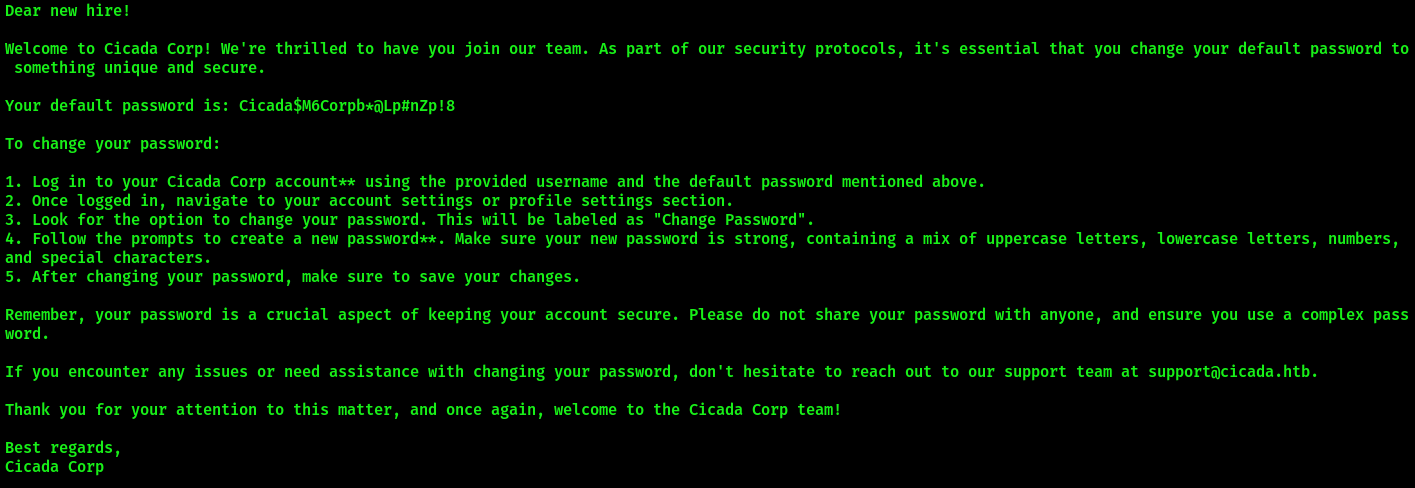 Dear new hire!
Welcome to Cicada Corp! We're thrilled to have you join our team. As part of our security protocols, it's essential that you change your default password to
something unique and secure.
Your default password is: Cicada$M6Corpb*@Lp#nZp!8
To change your password:
1. Log in to your Cicada Corp account** using the provided username and the default password mentioned above.
2. Once logged in, navigate to your account settings or profile settings section.
3. Look for the option to change your password. This will be labeled as "Change Password".
4. Follow the prompts to create a new password**. Make sure your new password is strong, containing a mix of uppercase letters, lowercase letters, numbers,
and special characters.
5. After changing your password, make sure to save your changes.
Remember, your password is a crucial aspect of keeping your account secure. Please do not share your password with anyone, and ensure you use a complex pass
word.
If you encounter any issues or need assistance with changing your password, don't hesitate to reach out to our support team at support@cicada.htb.
Thank you for your attention to this matter, and once again, welcome to the Cicada Corp team!
Best regards,
Cicada Corp